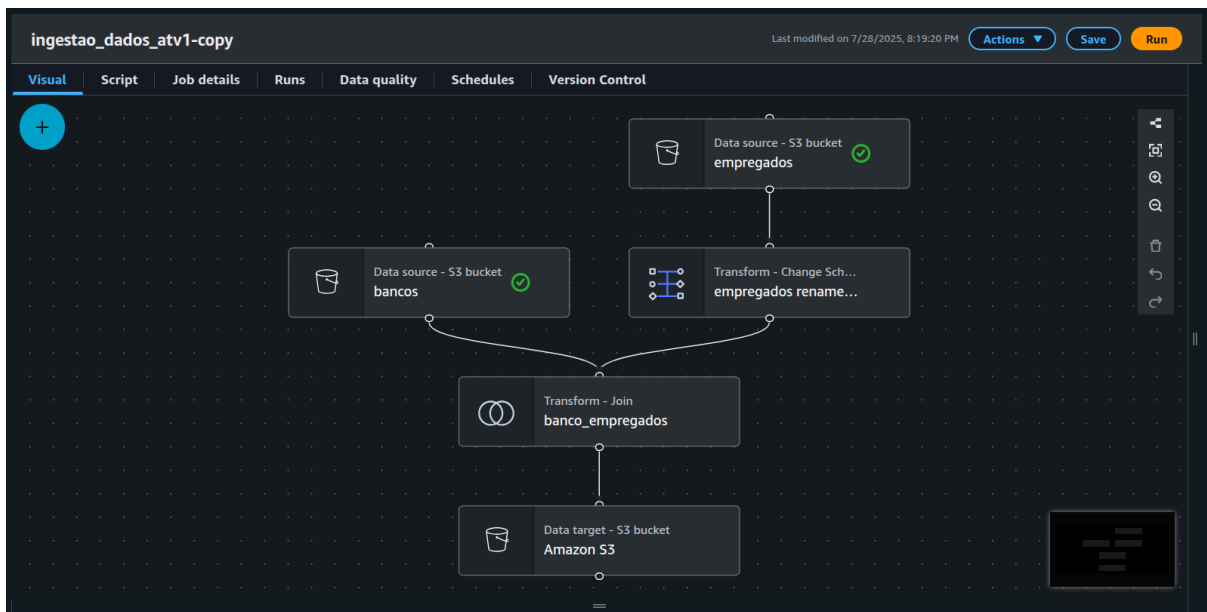 ingestao_dados_atv1-copy
Last modified on 7/28/2025, 8:19:20 PM
Actions
Save
Run
Visual
Script
Job details
Runs
Data quality
Schedules
Version Control
Data source - S3 bucket
empregados
Data source - S3 bucket
bancos
Transform - Change Sch...
empregados rename...
Transform - Join
banco_empregados
Data target - S3 bucket
Amazon S3